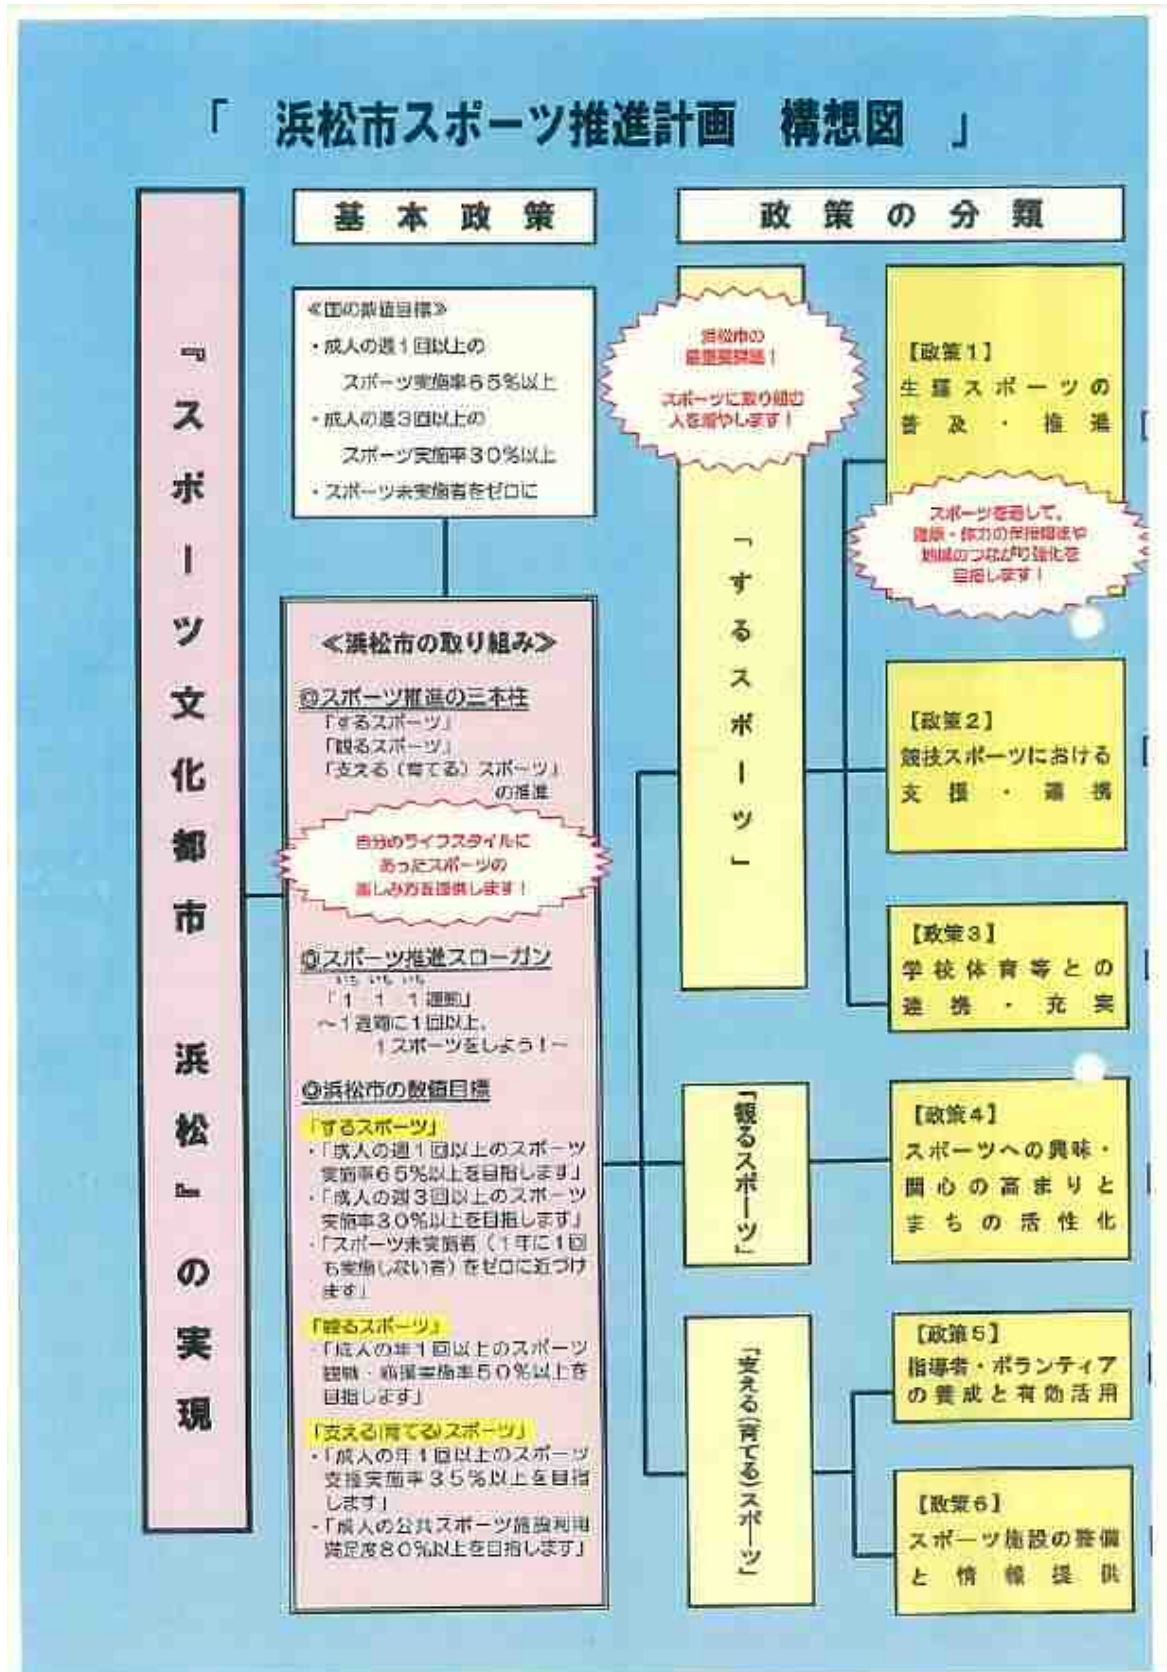 「　浜松市スポーツ推進計画　構想図　」
『スポーツ文化都市　浜松』の実現
基本政策
≪国の数値目標≫
・成人の週１回以上の
スポーツ実施率６５％以上
・成人の週３回以上の
スポーツ実施率３０％以上
・スポーツ未実施者をゼロに
≪浜松市の取り組み≫
◎スポーツ推進の三本柱
「するスポーツ」
「観るスポーツ」
「支える（育てる）スポーツ」
の推進
自分のライフスタイルに
あったスポーツの
楽しみ方を提供します！
◎スポーツ推進スローガン
いち いち いち
「１　１　１運動」
～１週間に１回以上、
１スポーツをしよう！～
◎浜松市の数値目標
「するスポーツ」
・「成人の週１回以上のスポーツ
実施率６５％以上を目指します」
・「成人の週３回以上のスポーツ
実施率３０％以上を目指します」
・「スポーツ未実施者（１年に１回
も実施しない者）をゼロに近づけ
ます」
「観るスポーツ」
・「成人の年１回以上のスポーツ
観戦・応援実施率５０％以上を
目指します」
「支える(育てる)スポーツ」
・「成人の年１回以上のスポーツ
支援実施率３５％以上を目指
します」
・「成人の公共スポーツ施設利用
満足度８０％以上を目指します」
政策の分類
浜松市の
最重要課題！
スポーツに取り組む
人を増やします！
「するスポーツ」
【政策１】
生涯スポーツの
普及・推進
スポーツを通して、
健康・体力の保持増進や
地域のつながり強化を
目指します！
【政策２】
競技スポーツにおける
支援・連携
【政策３】
学校体育等との
連携・充実
「観るスポーツ」
【政策４】
スポーツへの興味・
関心の高まりと
まちの活性化
「支える(育てる)スポーツ」
【政策５】
指導者・ボランティア
の養成と有効活用
【政策６】
スポーツ施設の整備
と情報提供